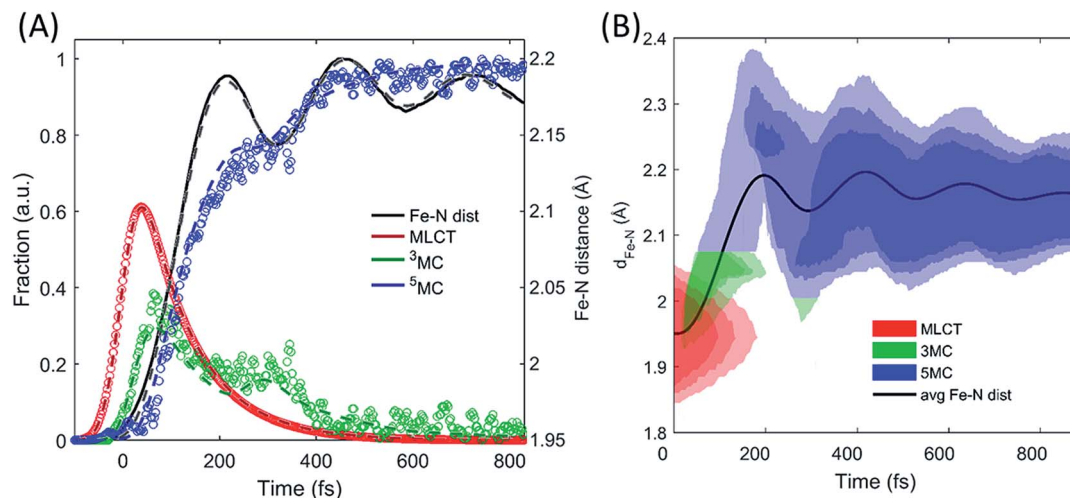 (A)
Fraction (a.u.)
1
0.8
0.6
0.4
0.2
0
2.2
2.15
2.1
2.05
2
1.95
Fe-N distance (Å)
Fe-N dist
MLCT
³MC
⁵MC
0 200 400 600 800
Time (fs)
(B)
d_Fe-N (Å)
2.4
2.3
2.2
2.1
2
1.9
1.8
MLCT
3MC
5MC
avg Fe-N dist
0 200 400 600 800
Time (fs)